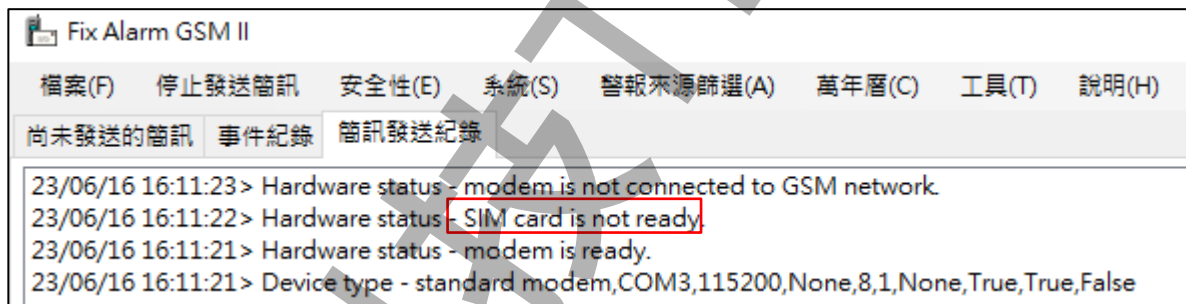 Fix Alarm GSM II
檔案(F) 停止發送簡訊 安全性(E) 系統(S) 警報來源篩選(A) 萬年曆(C) 工具(T) 說明(H)
尚未發送的簡訊 事件紀錄 簡訊發送紀錄
23/06/16 16:11:23> Hardware status - modem is not connected to GSM network.
23/06/16 16:11:22> Hardware status - SIM card is not ready.
23/06/16 16:11:21> Hardware status - modem is ready.
23/06/16 16:11:21> Device type - standard modem,COM3,115200,None,8,1,None,True,True,False